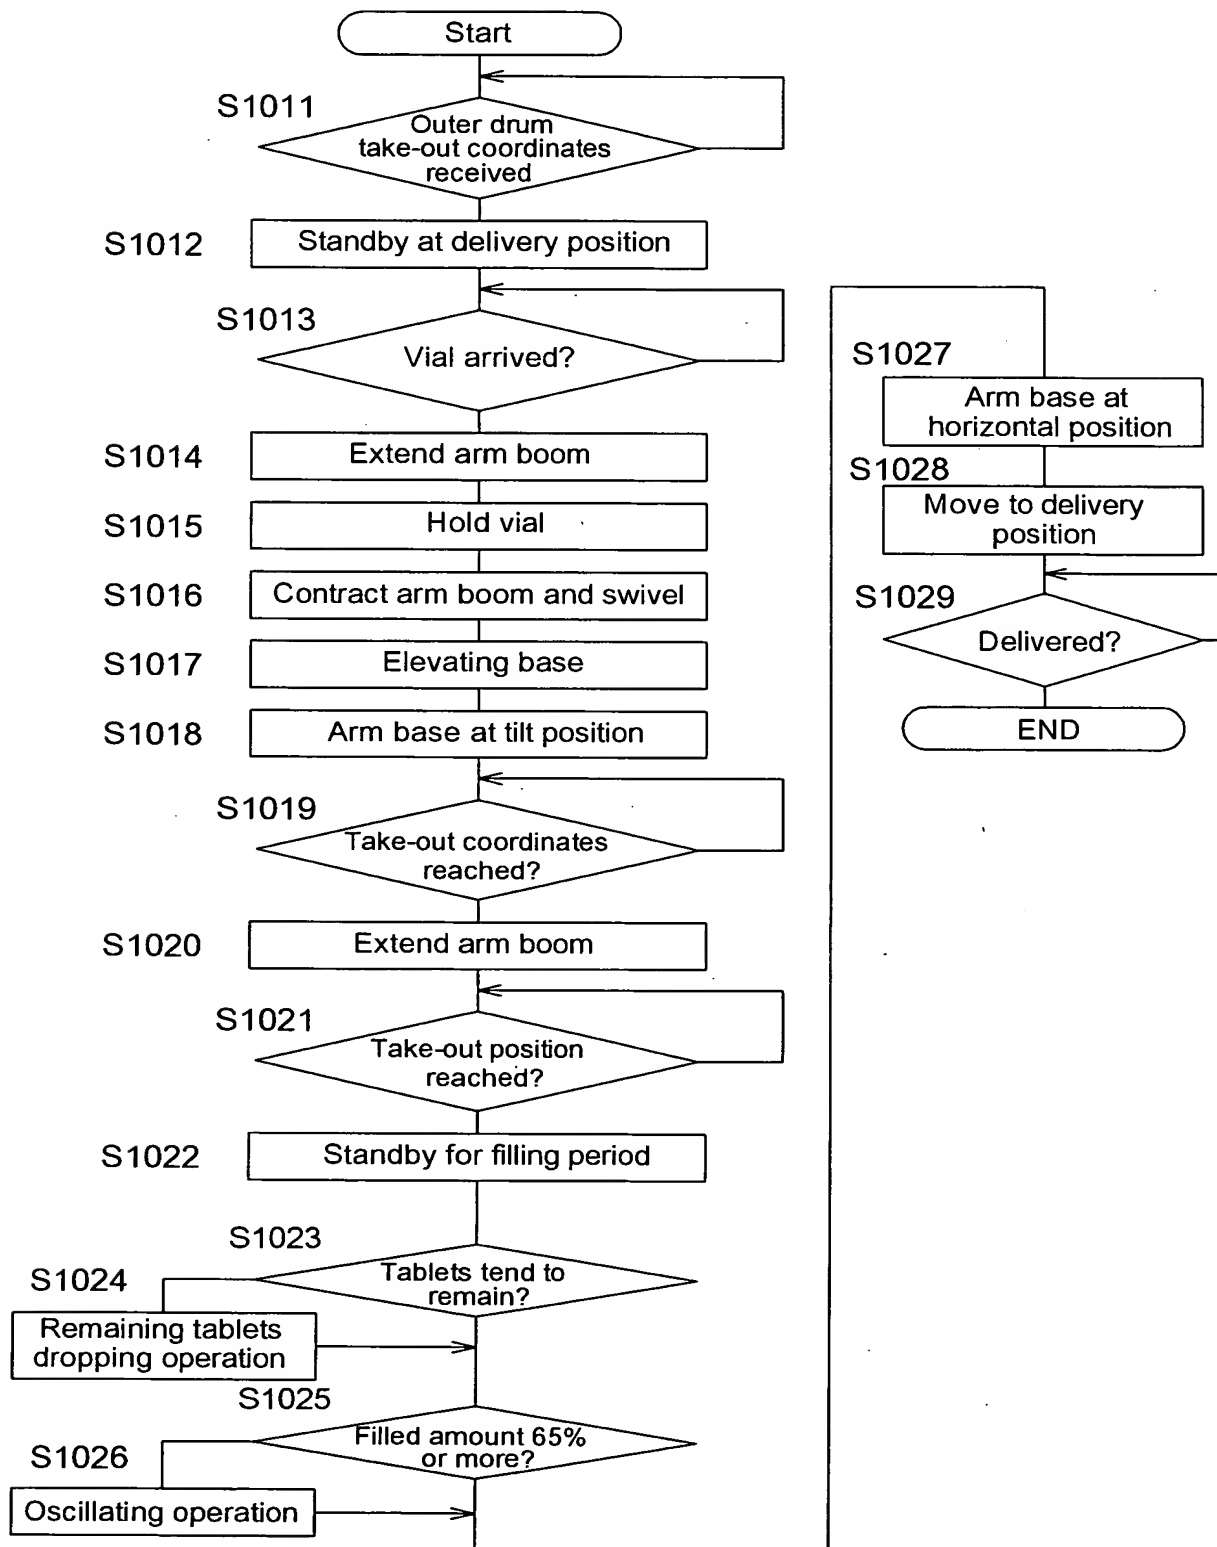 Start
S1011
Outer drum
take-out coordinates
received
S1012
Standby at delivery position
S1013
Vial arrived?
S1014
Extend arm boom
S1015
Hold vial
S1016
Contract arm boom and swivel
S1017
Elevating base
S1018
Arm base at tilt position
S1019
Take-out coordinates
reached?
S1020
Extend arm boom
S1021
Take-out position
reached?
S1022
Standby for filling period
S1023
Tablets tend to
remain?
S1024
Remaining tablets
dropping operation
S1025
Filled amount 65%
or more?
S1026
Oscillating operation
S1027
Arm base at
horizontal position
S1028
Move to delivery
position
S1029
Delivered?
END